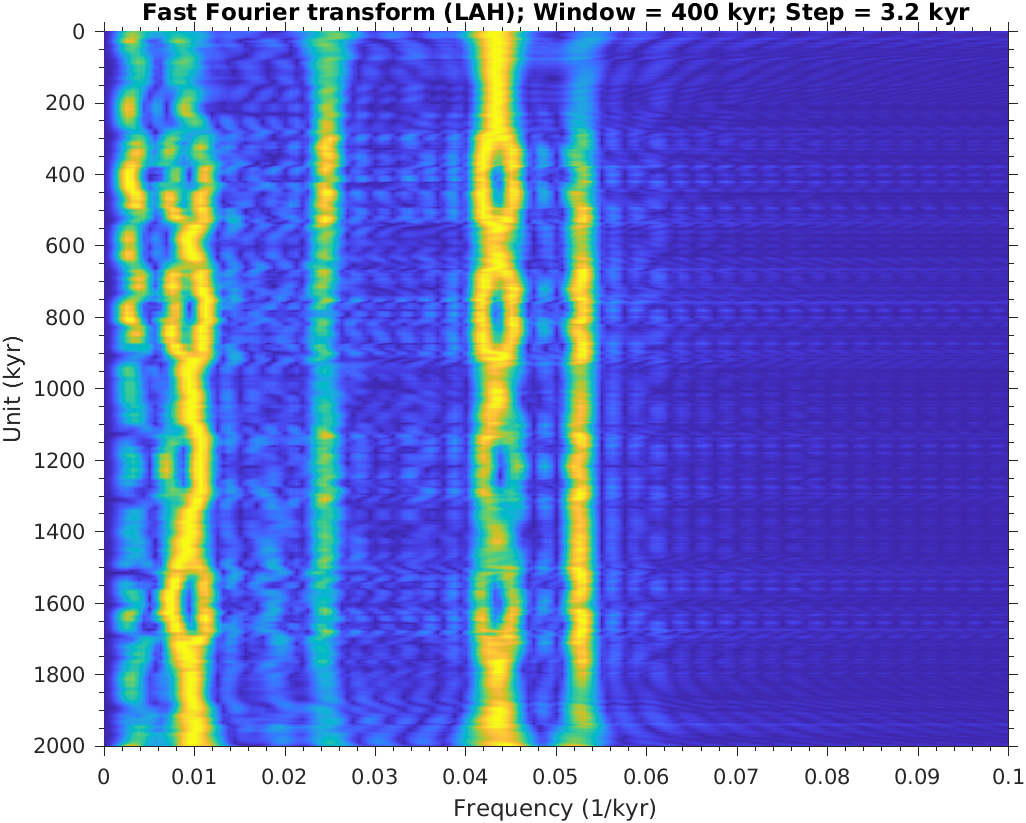 Fast Fourier transform (LAH); Window = 400 kyr; Step = 3.2 kyr
Unit (kyr)
0
200
400
600
800
1000
1200
1400
1600
1800
2000
0 0.01 0.02 0.03 0.04 0.05 0.06 0.07 0.08 0.09 0.1
Frequency (1/kyr)